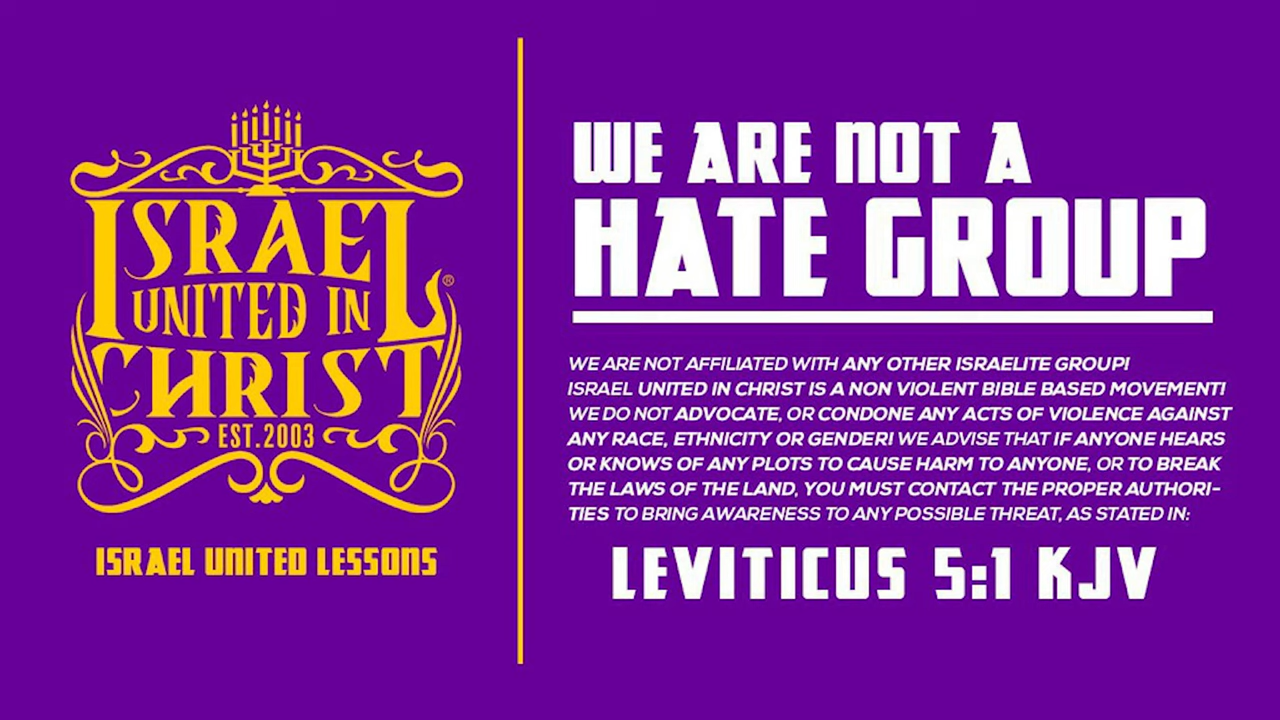 ISRAEL
UNITED IN
CHRIST
®
EST.2003
ISRAEL UNITED LESSONS
WE ARE NOT A
HATE GROUP
WE ARE NOT AFFILIATED WITH ANY OTHER ISRAELITE GROUP!
ISRAEL UNITED IN CHRIST IS A NON VIOLENT BIBLE BASED MOVEMENT!
WE DO NOT ADVOCATE, OR CONDONE ANY ACTS OF VIOLENCE AGAINST
ANY RACE, ETHNICITY OR GENDER! WE ADVISE THAT IF ANYONE HEARS
OR KNOWS OF ANY PLOTS TO CAUSE HARM TO ANYONE, OR TO BREAK
THE LAWS OF THE LAND, YOU MUST CONTACT THE PROPER AUTHORI-
TIES TO BRING AWARENESS TO ANY POSSIBLE THREAT, AS STATED IN:
LEVITICUS 5:1 KJV